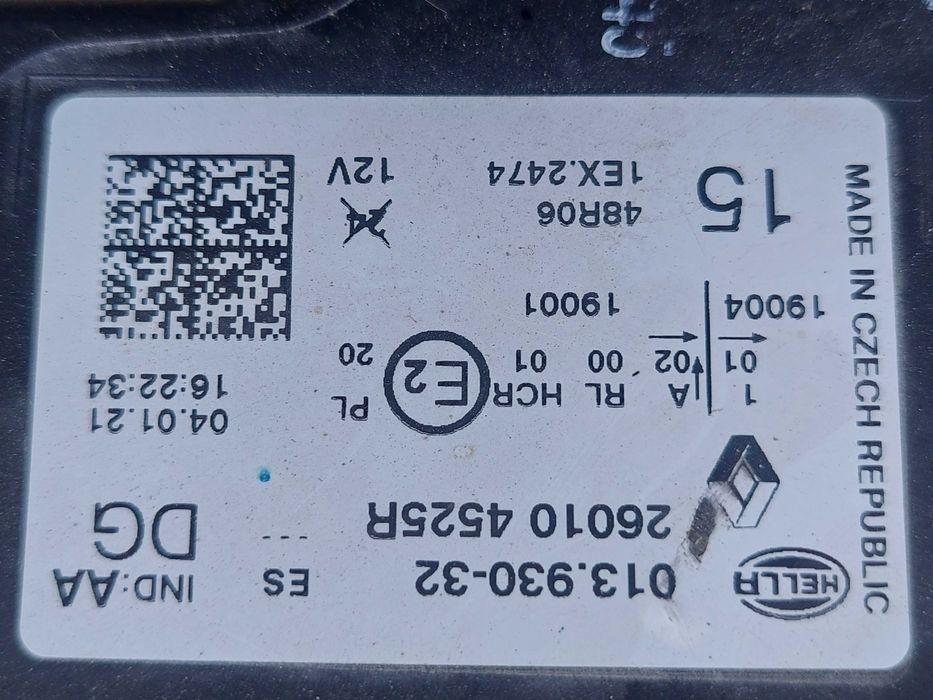 HELLA 013.930-32 ES IND:AA
26010 4525R --- DG
1. A RL HCR E2 PL 04.01.21
01 02 00 01 20 16:22:34
19004 19001
15 48R06 24
1EX.2474 12V
MADE IN CZECH REPUBLIC